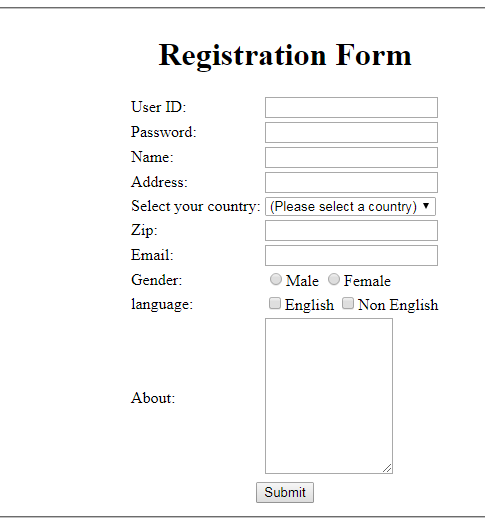 Registration Form
User ID:
Password:
Name:
Address:
Select your country: (Please select a country)
Zip:
Email:
Gender: Male Female
language: English Non English
About:
Submit